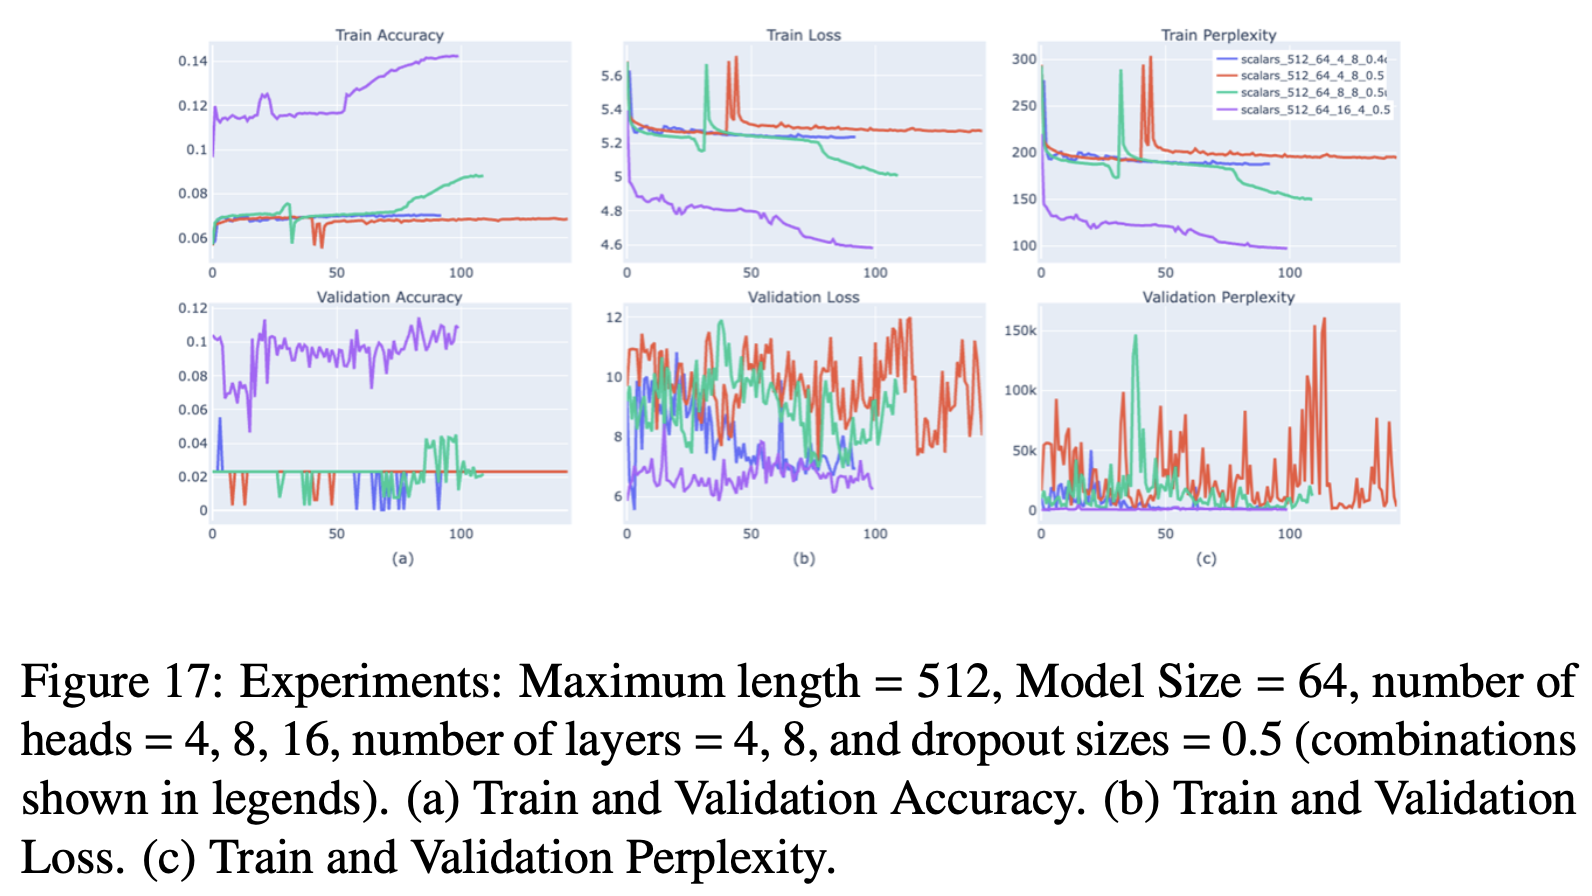 Train Accuracy
0.14
0.12
0.1
0.08
0.06
0
50
100
Train Loss
5.6
5.4
5.2
5
4.8
4.6
0
50
100
Train Perplexity
300
250
200
150
100
0
50
100
scalars_512_64_4_8_0.4
scalars_512_64_4_8_0.5
scalars_512_64_8_8_0.5
scalars_512_64_16_4_0.5
Validation Accuracy
0.12
0.1
0.08
0.06
0.04
0.02
0
0
50
100
(a)
Validation Loss
12
10
8
6
0
50
100
(b)
Validation Perplexity
150k
100k
50k
0
0
50
100
(c)
Figure 17: Experiments: Maximum length = 512, Model Size = 64, number of
heads = 4, 8, 16, number of layers = 4, 8, and dropout sizes = 0.5 (combinations
shown in legends). (a) Train and Validation Accuracy. (b) Train and Validation
Loss. (c) Train and Validation Perplexity.